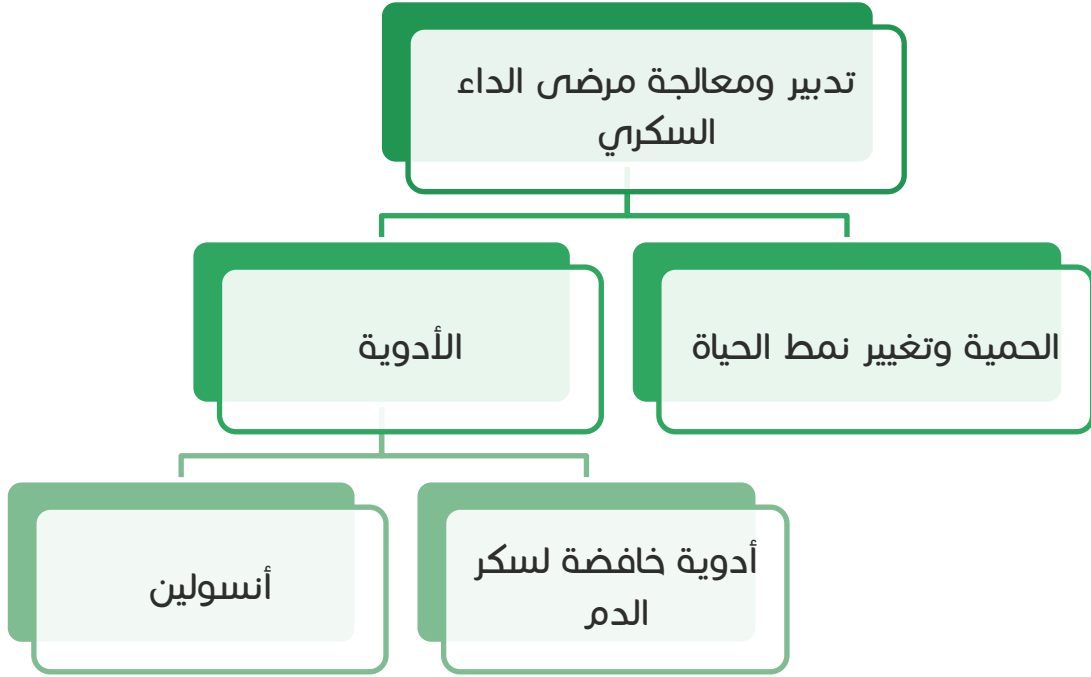 تدبير ومعالجة مرضى الداء
السكري
الحمية وتغيير نمط الحياة
الأدوية
أدوية خافضة لسكر
الدم
أنسولين